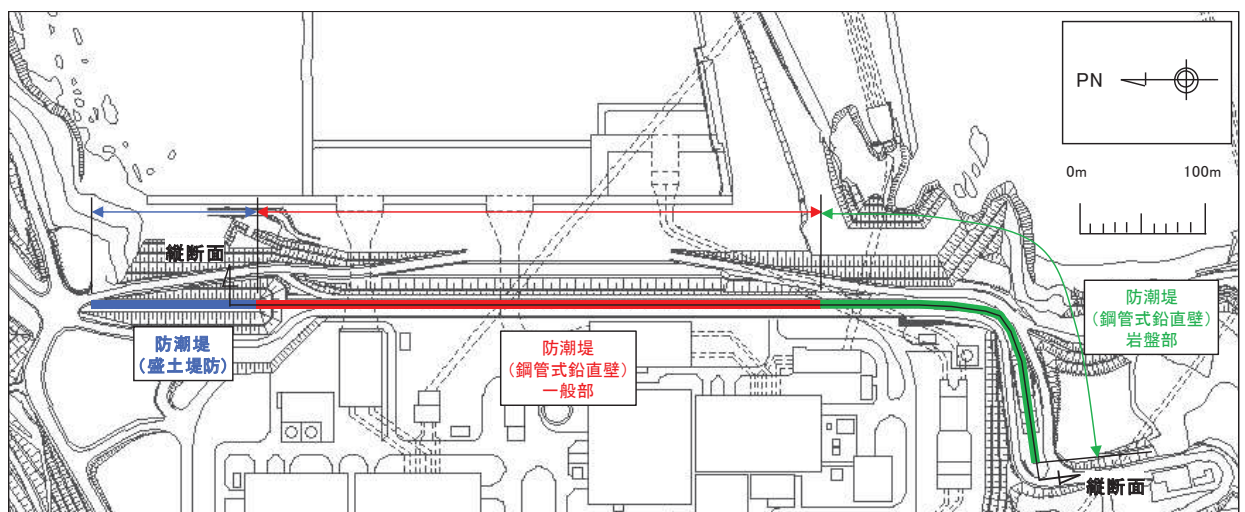 PN
0m 100m
縦断面
防潮堤
(盛土堤防)
防潮堤
(鋼管式鉛直壁)
一般部
防潮堤
(鋼管式鉛直壁)
岩盤部
縦断面